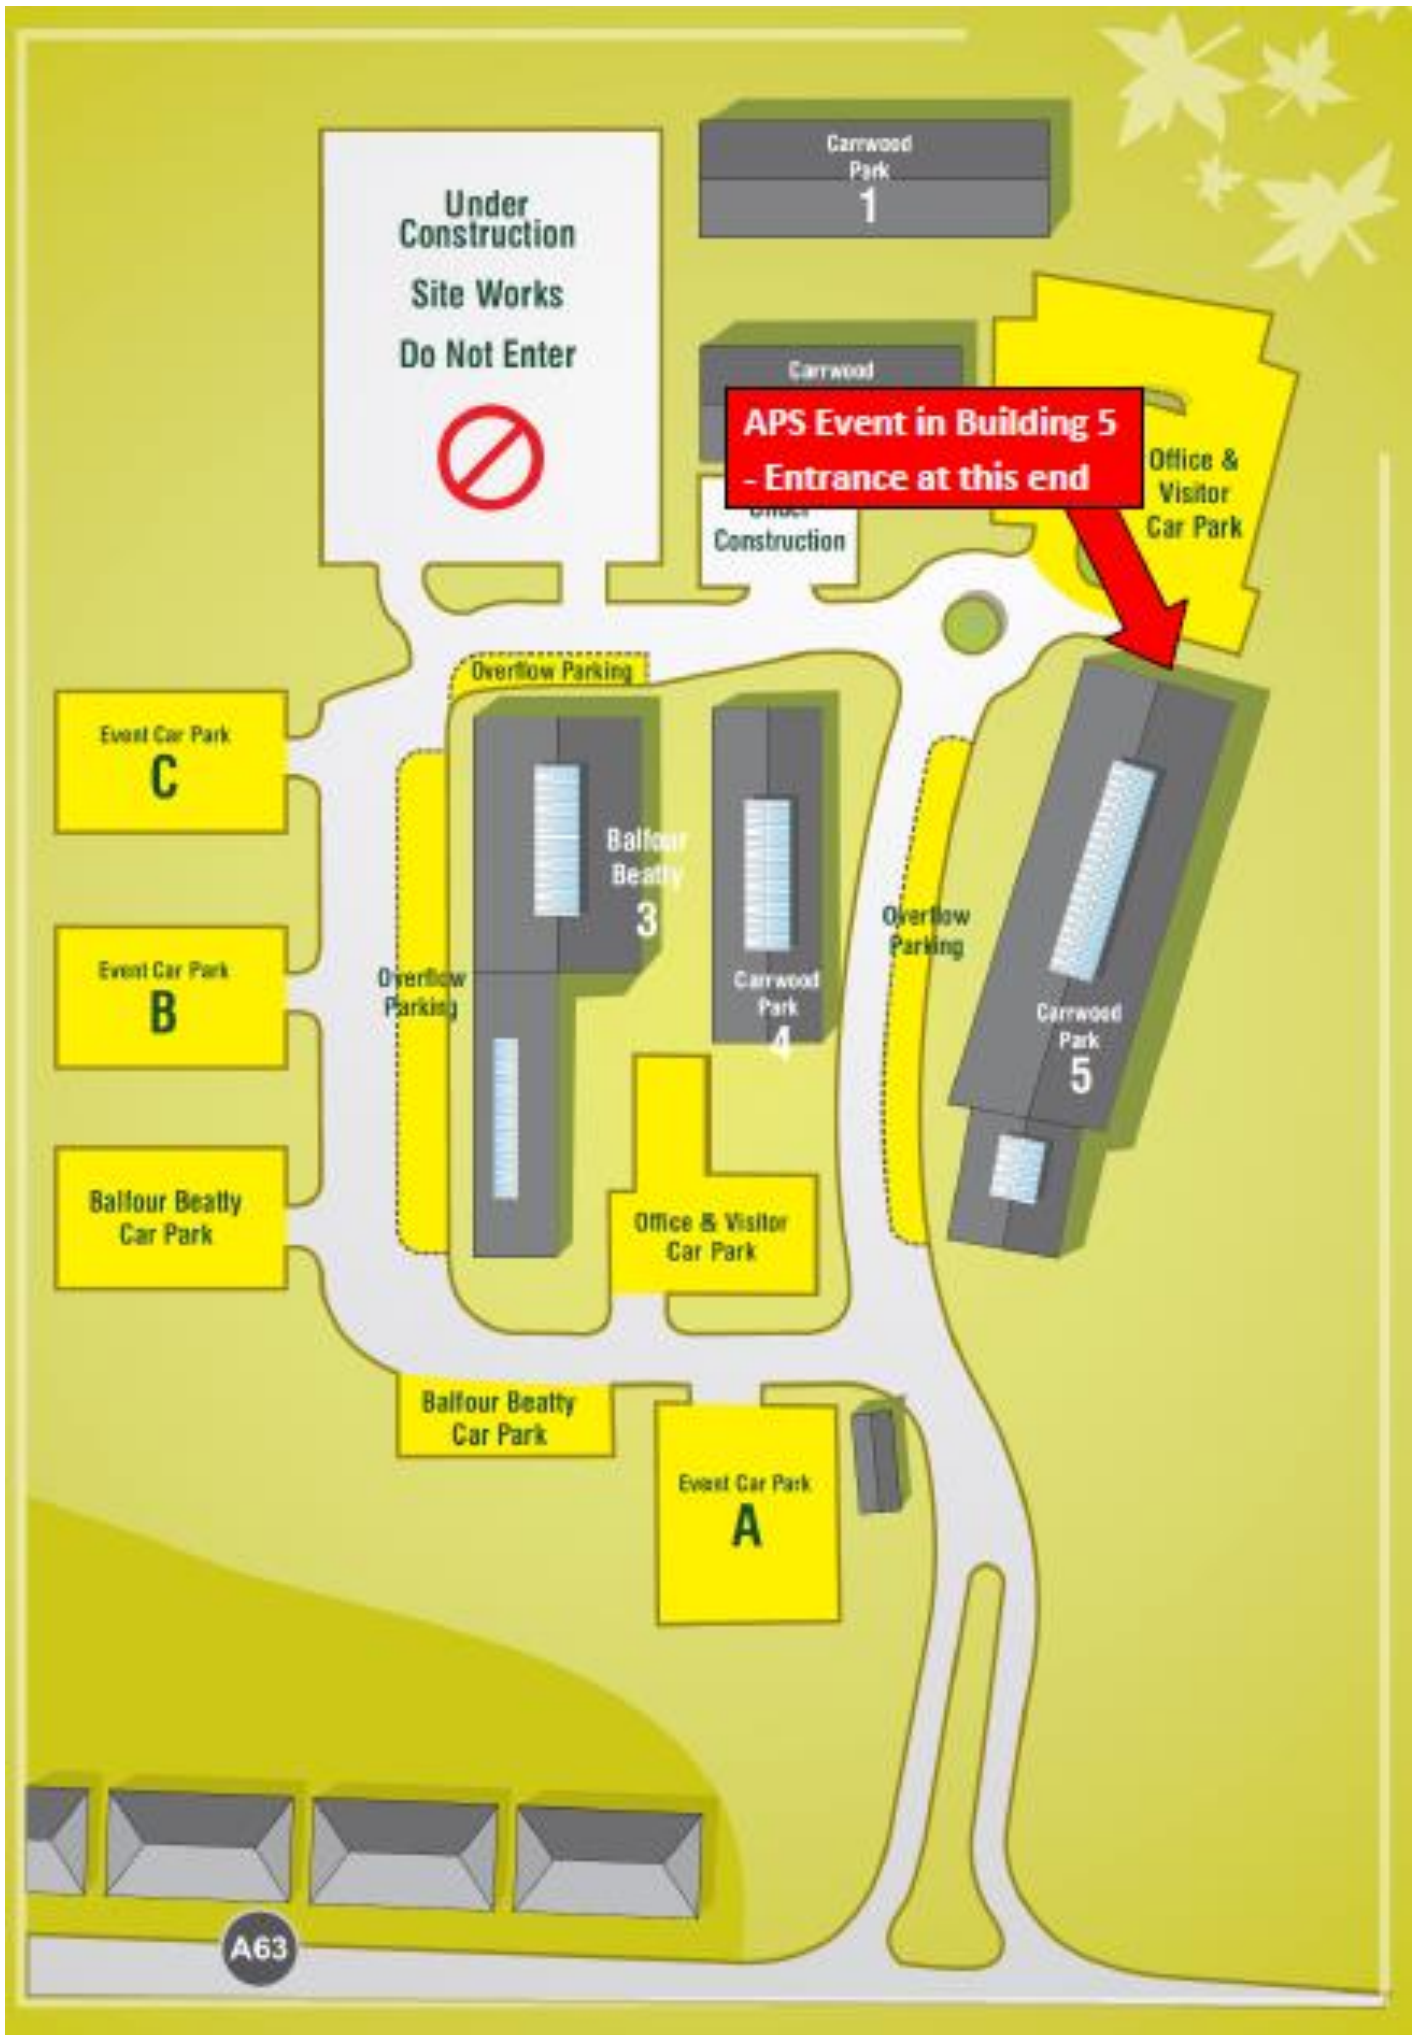 Carrwood
Park
1
Under
Construction
Site Works
Do Not Enter
Carrwood
APS Event in Building 5
- Entrance at this end
Office &
Visitor
Car Park
Under
Construction
Overflow Parking
Event Car Park
C
Balfour
Beatty
3
Overflow
Parking
Event Car Park
B
Overflow
Parking
Carrwood
Park
4
Carrwood
Park
5
Balfour Beatty
Car Park
Office & Visitor
Car Park
Balfour Beatty
Car Park
Event Car Park
A
A63